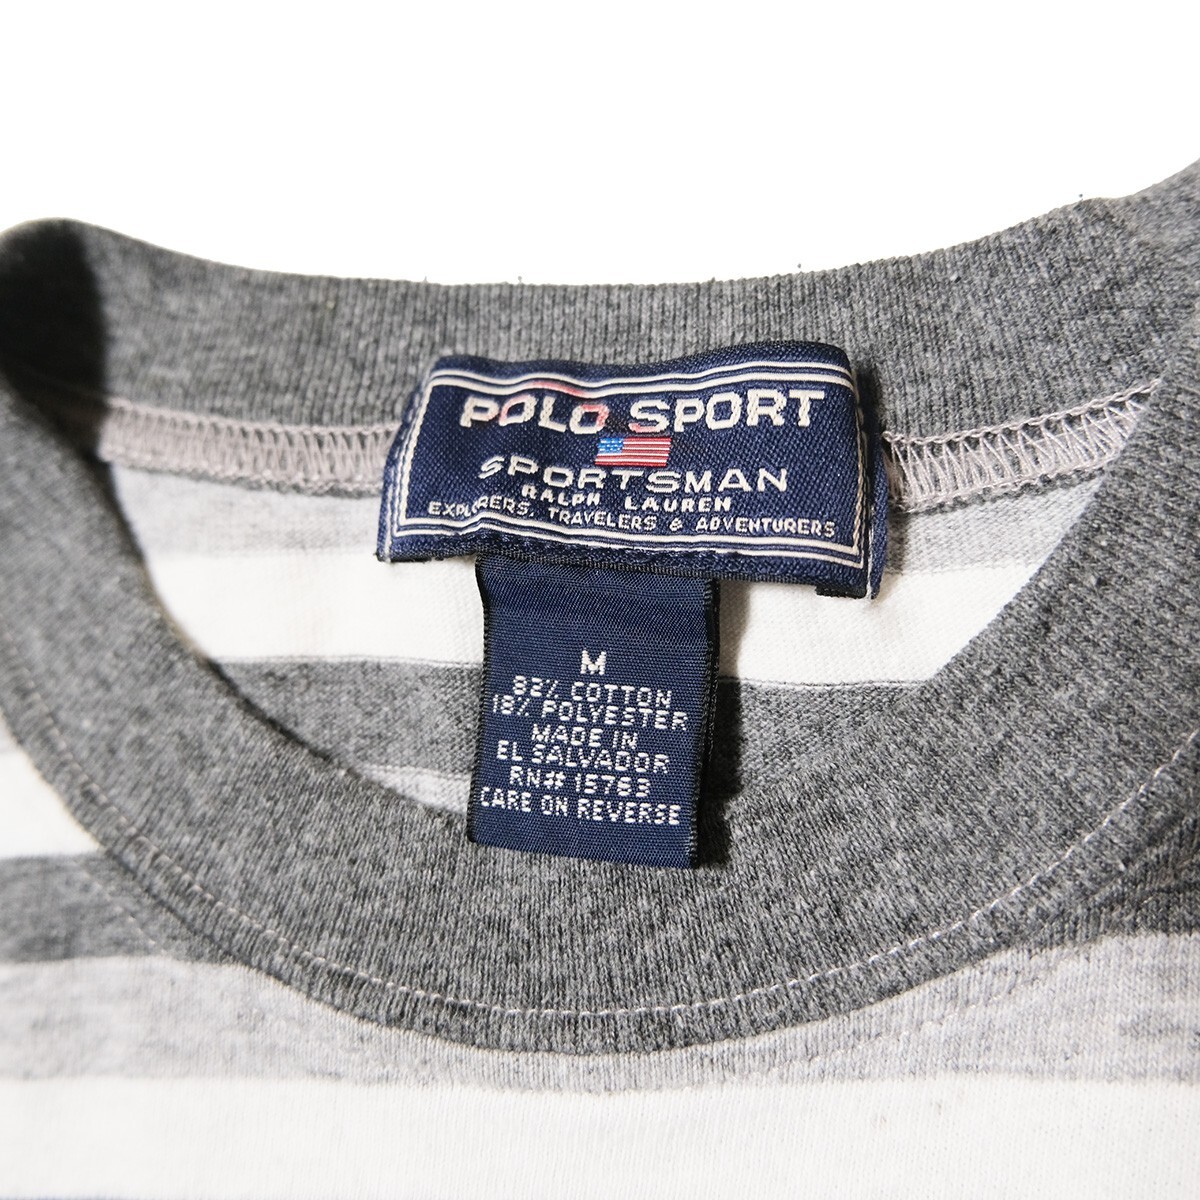 POLO SPORT
SPORTSMAN
RALPH LAUREN
EXPLORERS, TRAVELERS & ADVENTURERS
M
82% COTTON
18% POLYESTER
MADE IN
EL SALVADOR
RN# 15763
CARE ON REVERSE